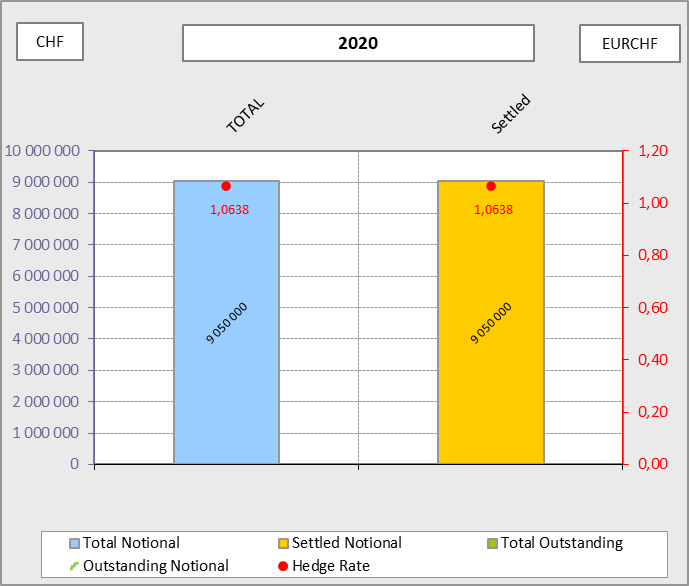 CHF
2020
EURCHF
TOTAL
Settled
10 000 000
9 000 000
8 000 000
7 000 000
6 000 000
5 000 000
4 000 000
3 000 000
2 000 000
1 000 000
0
1,0638
9 050 000
1,0638
9 050 000
1,20
1,00
0,80
0,60
0,40
0,20
0,00
Total Notional
Settled Notional
Total Outstanding
Outstanding Notional
Hedge Rate